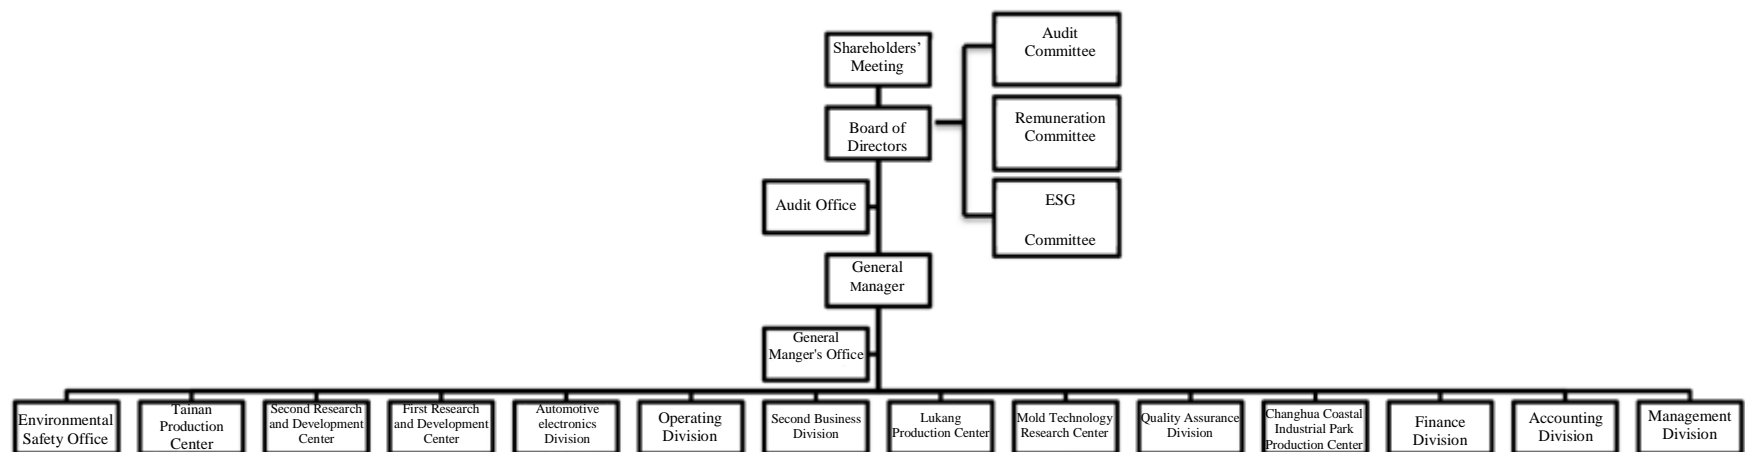 Shareholders’
Meeting
Audit
Committee
Board of
Directors
Remuneration
Committee
ESG
Committee
Audit Office
General
Manager
General
Manger's Office
Environmental
Safety Office
Tainan
Production
Center
Second Research
and Development
Center
First Research
and Development
Center
Automotive
electronics
Division
Operating
Division
Second Business
Division
Lukang
Production Center
Mold Technology
Research Center
Quality Assurance
Division
Changhua Coastal
Industrial Park
Production Center
Finance
Division
Accounting
Division
Management
Division